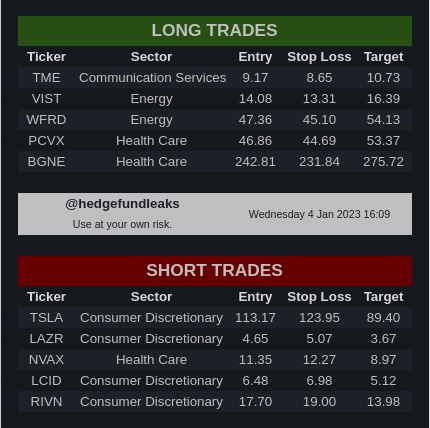 LONG TRADES
Ticker Sector Entry Stop Loss Target
TME Communication Services 9.17 8.65 10.73
VIST Energy 14.08 13.31 16.39
WFRD Energy 47.36 45.10 54.13
PCVX Health Care 46.86 44.69 53.37
BGNE Health Care 242.81 231.84 275.72
@hedgefundleaks
Use at your own risk.
Wednesday 4 Jan 2023 16:09
SHORT TRADES
Ticker Sector Entry Stop Loss Target
TSLA Consumer Discretionary 113.17 123.95 89.40
LAZR Consumer Discretionary 4.65 5.07 3.67
NVAX Health Care 11.35 12.27 8.97
LCID Consumer Discretionary 6.48 6.98 5.12
RIVN Consumer Discretionary 17.70 19.00 13.98